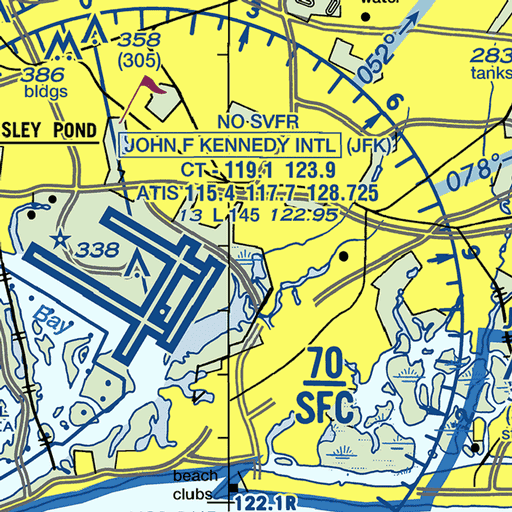 water
3
358
(305)
052°
283
tanks
386
bldgs
6
NO SVFR
SLEY POND
JOHN F KENNEDY INTL (JFK)
CT - 119.1 123.9
078°
ATIS 115.4 117.7 128.725
13 L 145 122.95
338
9
Bay
70
SFC
beach
clubs
122.1R